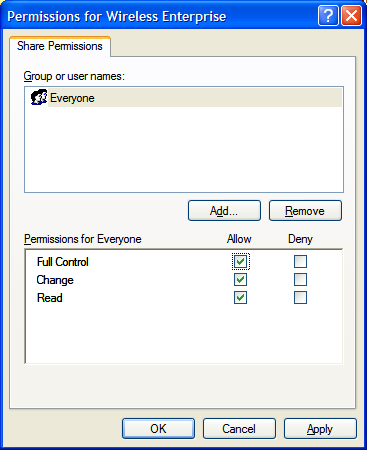 Permissions for Wireless Enterprise
Share Permissions
Group or user names:
Everyone
Add... Remove
Permissions for Everyone Allow Deny
Full Control
Change
Read
OK Cancel Apply